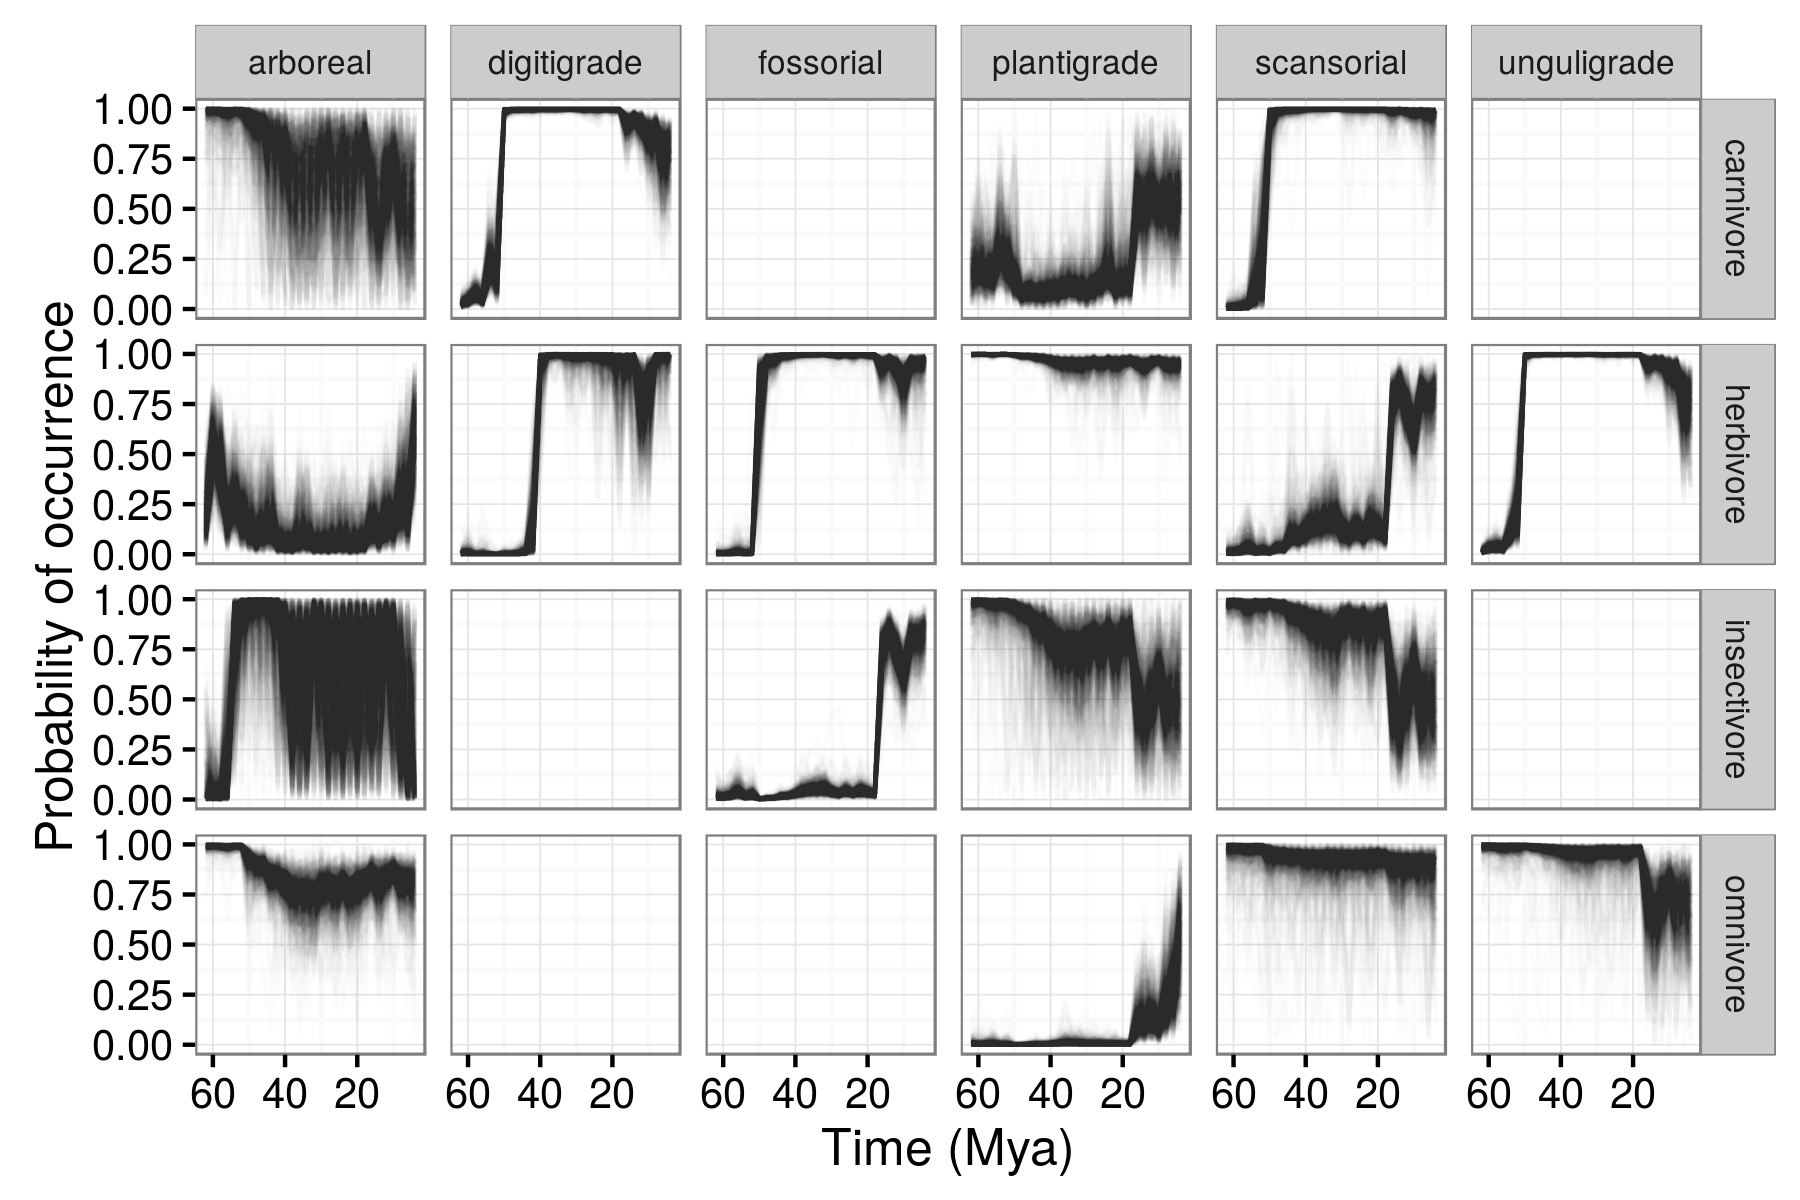 arboreal digitigrade fossorial plantigrade scansorial unguligrade
1.00
0.75
0.50
0.25
0.00
carnivore
1.00
0.75
0.50
0.25
0.00
herbivore
1.00
0.75
0.50
0.25
0.00
insectivore
1.00
0.75
0.50
0.25
0.00
omnivore
Probability of occurrence
60 40 20 60 40 20 60 40 20 60 40 20 60 40 20 60 40 20
Time (Mya)